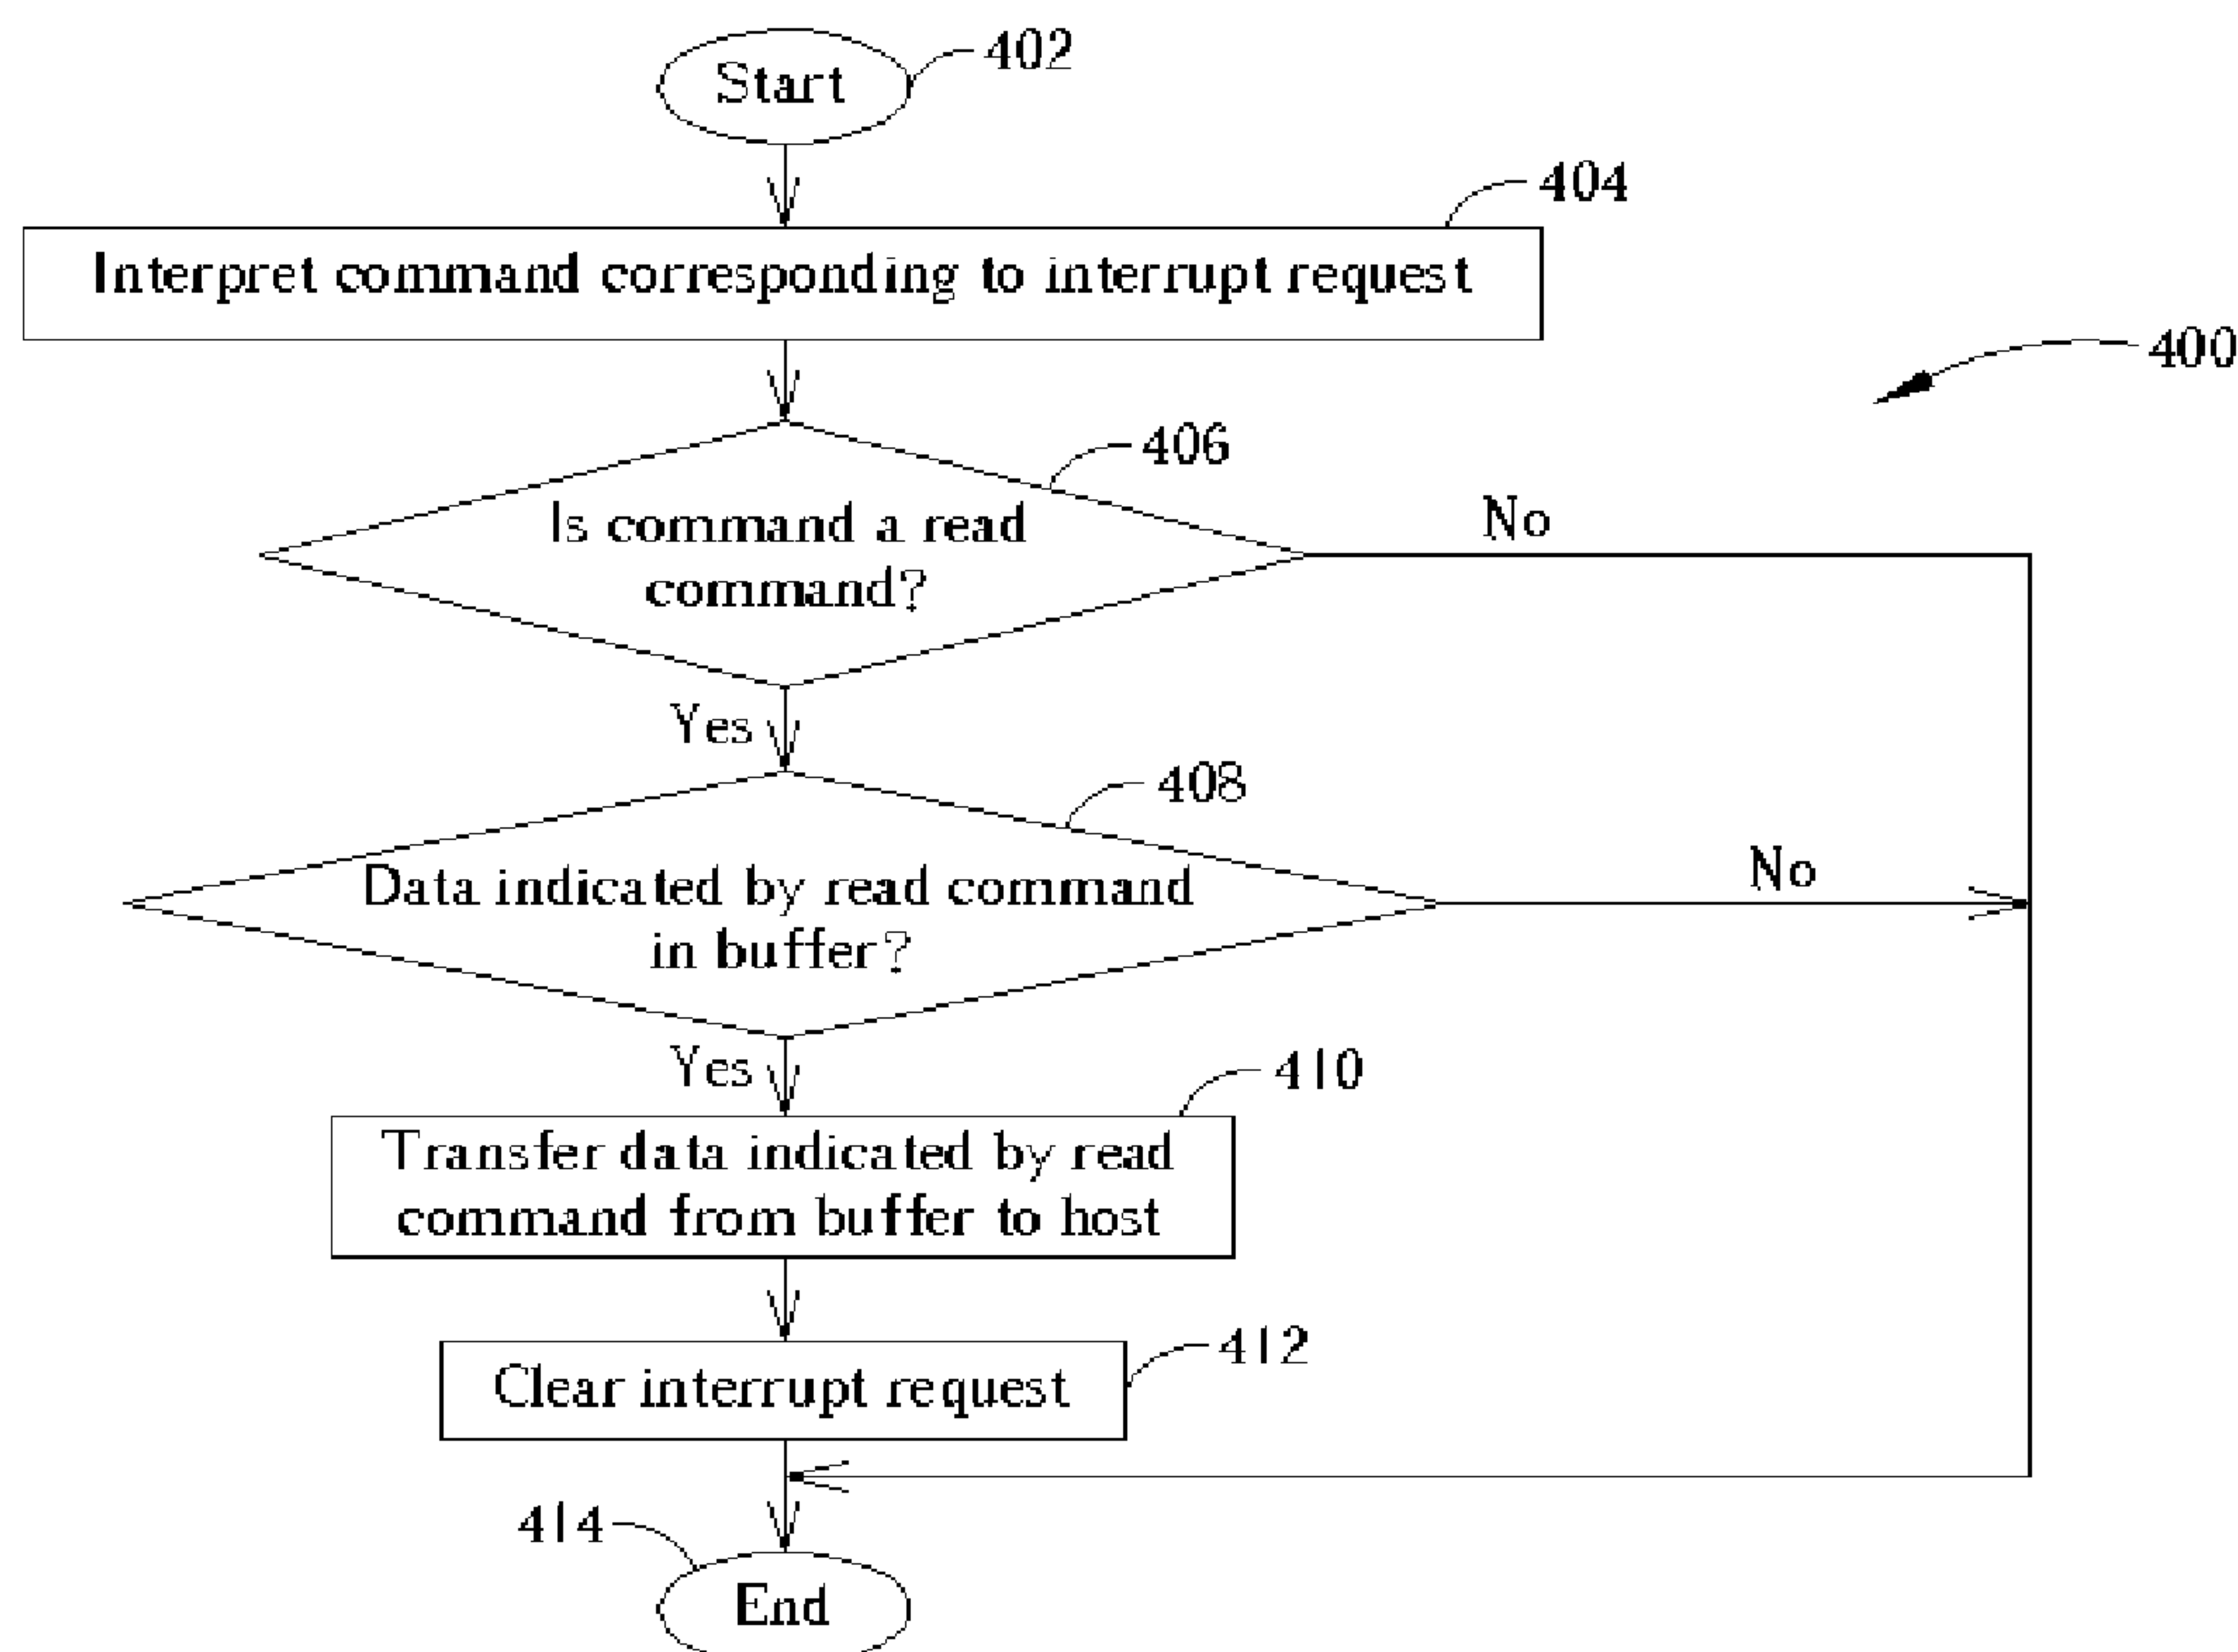 Start
402
404
Interpret command corresponding to interrupt request
400
406
Is command a read
command?
No
Yes
408
Data indicated by read command
in buffer?
No
Yes
410
Transfer data indicated by read
command from buffer to host
412
Clear interrupt request
414
End